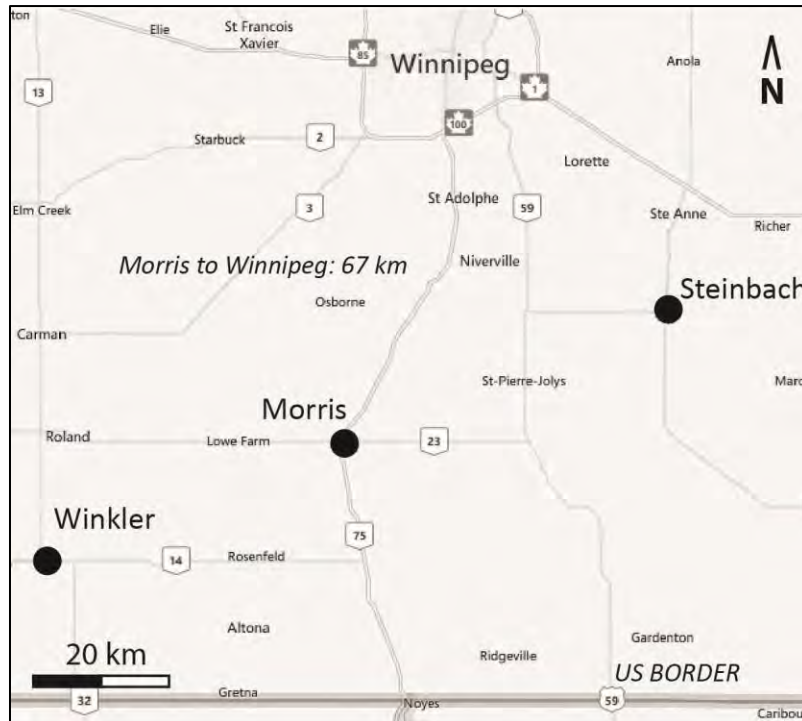 ton
Elie
St Francois
Xavier
85
Winnipeg
Anola
N
13
1
100
Starbuck
2
Lorette
Elm Creek
3
St Adolphe
59
Ste Anne
Richer
Morris to Winnipeg: 67 km
Niverville
Steinbach
Osborne
Carman
St-Pierre-Jolys
Marc
Morris
Roland
Lowe Farm
23
Winkler
75
14
Rosenfeld
Altona
Gardenton
20 km
Ridgeville
US BORDER
32
Gretna
Noyes
59
Caribou